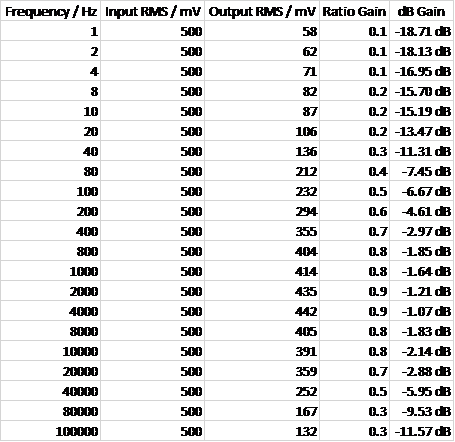 Frequency / Hz Input RMS / mV Output RMS / mV Ratio Gain dB Gain
1 500 58 0.1 -18.71 dB
2 500 62 0.1 -18.13 dB
4 500 71 0.1 -16.95 dB
8 500 82 0.2 -15.70 dB
10 500 87 0.2 -15.19 dB
20 500 106 0.2 -13.47 dB
40 500 136 0.3 -11.31 dB
80 500 212 0.4 -7.45 dB
100 500 232 0.5 -6.67 dB
200 500 294 0.6 -4.61 dB
400 500 355 0.7 -2.97 dB
800 500 404 0.8 -1.85 dB
1000 500 414 0.8 -1.64 dB
2000 500 435 0.9 -1.21 dB
4000 500 442 0.9 -1.07 dB
8000 500 405 0.8 -1.83 dB
10000 500 391 0.8 -2.14 dB
20000 500 359 0.7 -2.88 dB
40000 500 252 0.5 -5.95 dB
80000 500 167 0.3 -9.53 dB
100000 500 132 0.3 -11.57 dB